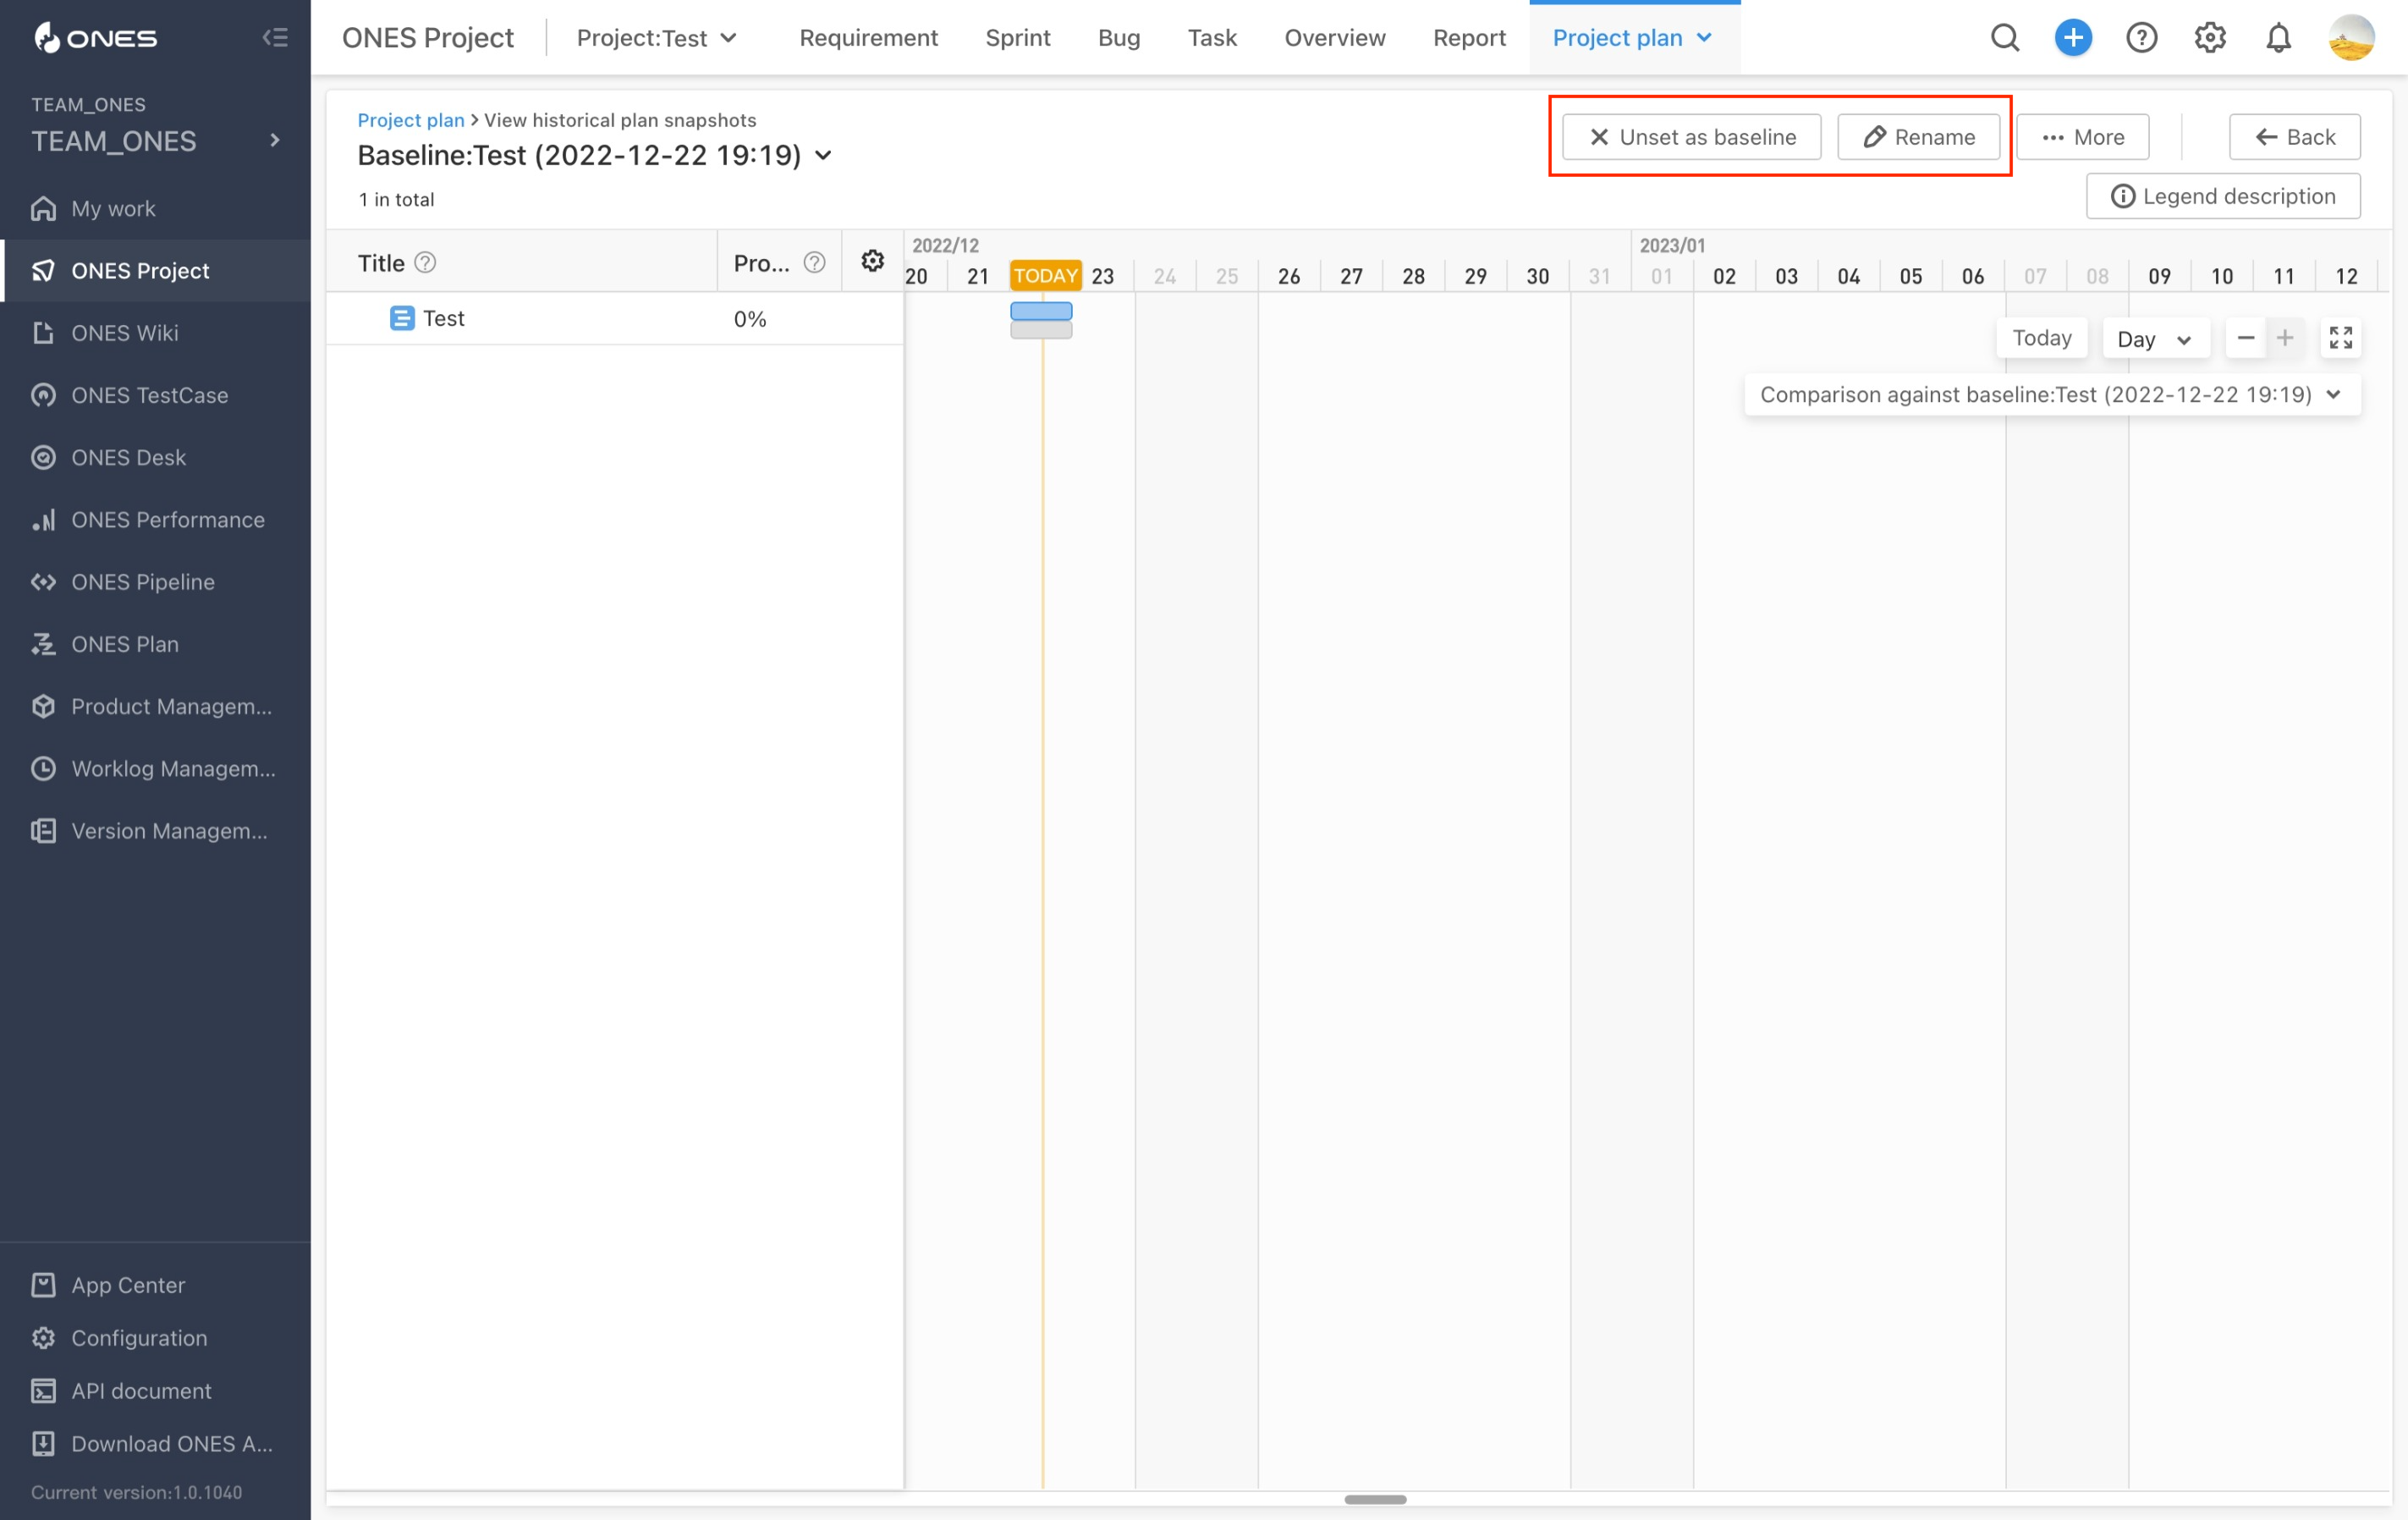 ONES
TEAM_ONES
TEAM_ONES
My work
ONES Project
ONES Wiki
ONES TestCase
ONES Desk
ONES Performance
ONES Pipeline
ONES Plan
Product Managem...
Worklog Managem...
Version Managem...
App Center
Configuration
API document
Download ONES A...
Current version:1.0.1040
ONES Project Project:Test Requirement Sprint Bug Task Overview Report Project plan
Project plan > View historical plan snapshots
Baseline:Test (2022-12-22 19:19)
1 in total
Unset as baseline Rename ... More Back
Legend description
Title Pro...
2022/12 2023/01
20 21 TODAY 23 24 25 26 27 28 29 30 31 01 02 03 04 05 06 07 08 09 10 11 12
Test 0%
Today Day
Comparison against baseline:Test (2022-12-22 19:19)